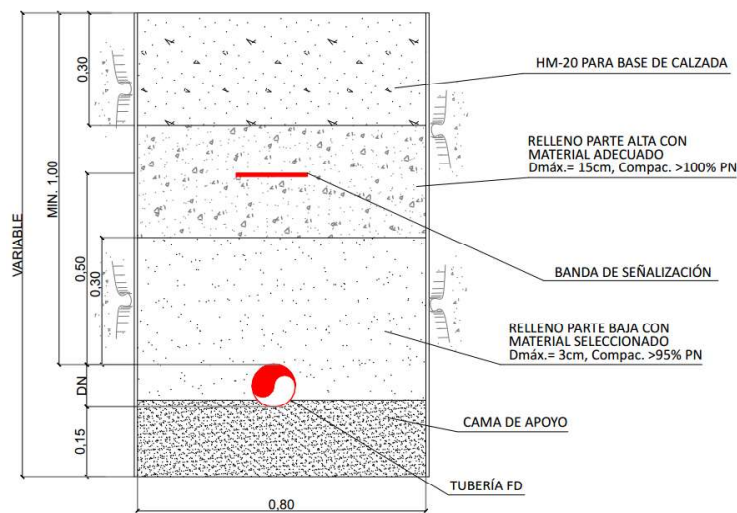 0,30
MIN. 1,00
VARIABLE
0,50
0,30
DN
0,15
0,80
HM-20 PARA BASE DE CALZADA
RELLENO PARTE ALTA CON
MATERIAL ADECUADO
Dmáx.= 15cm, Compac. >100% PN
BANDA DE SEÑALIZACIÓN
RELLENO PARTE BAJA CON
MATERIAL SELECCIONADO
Dmáx.= 3cm, Compac. >95% PN
CAMA DE APOYO
TUBERÍA FD